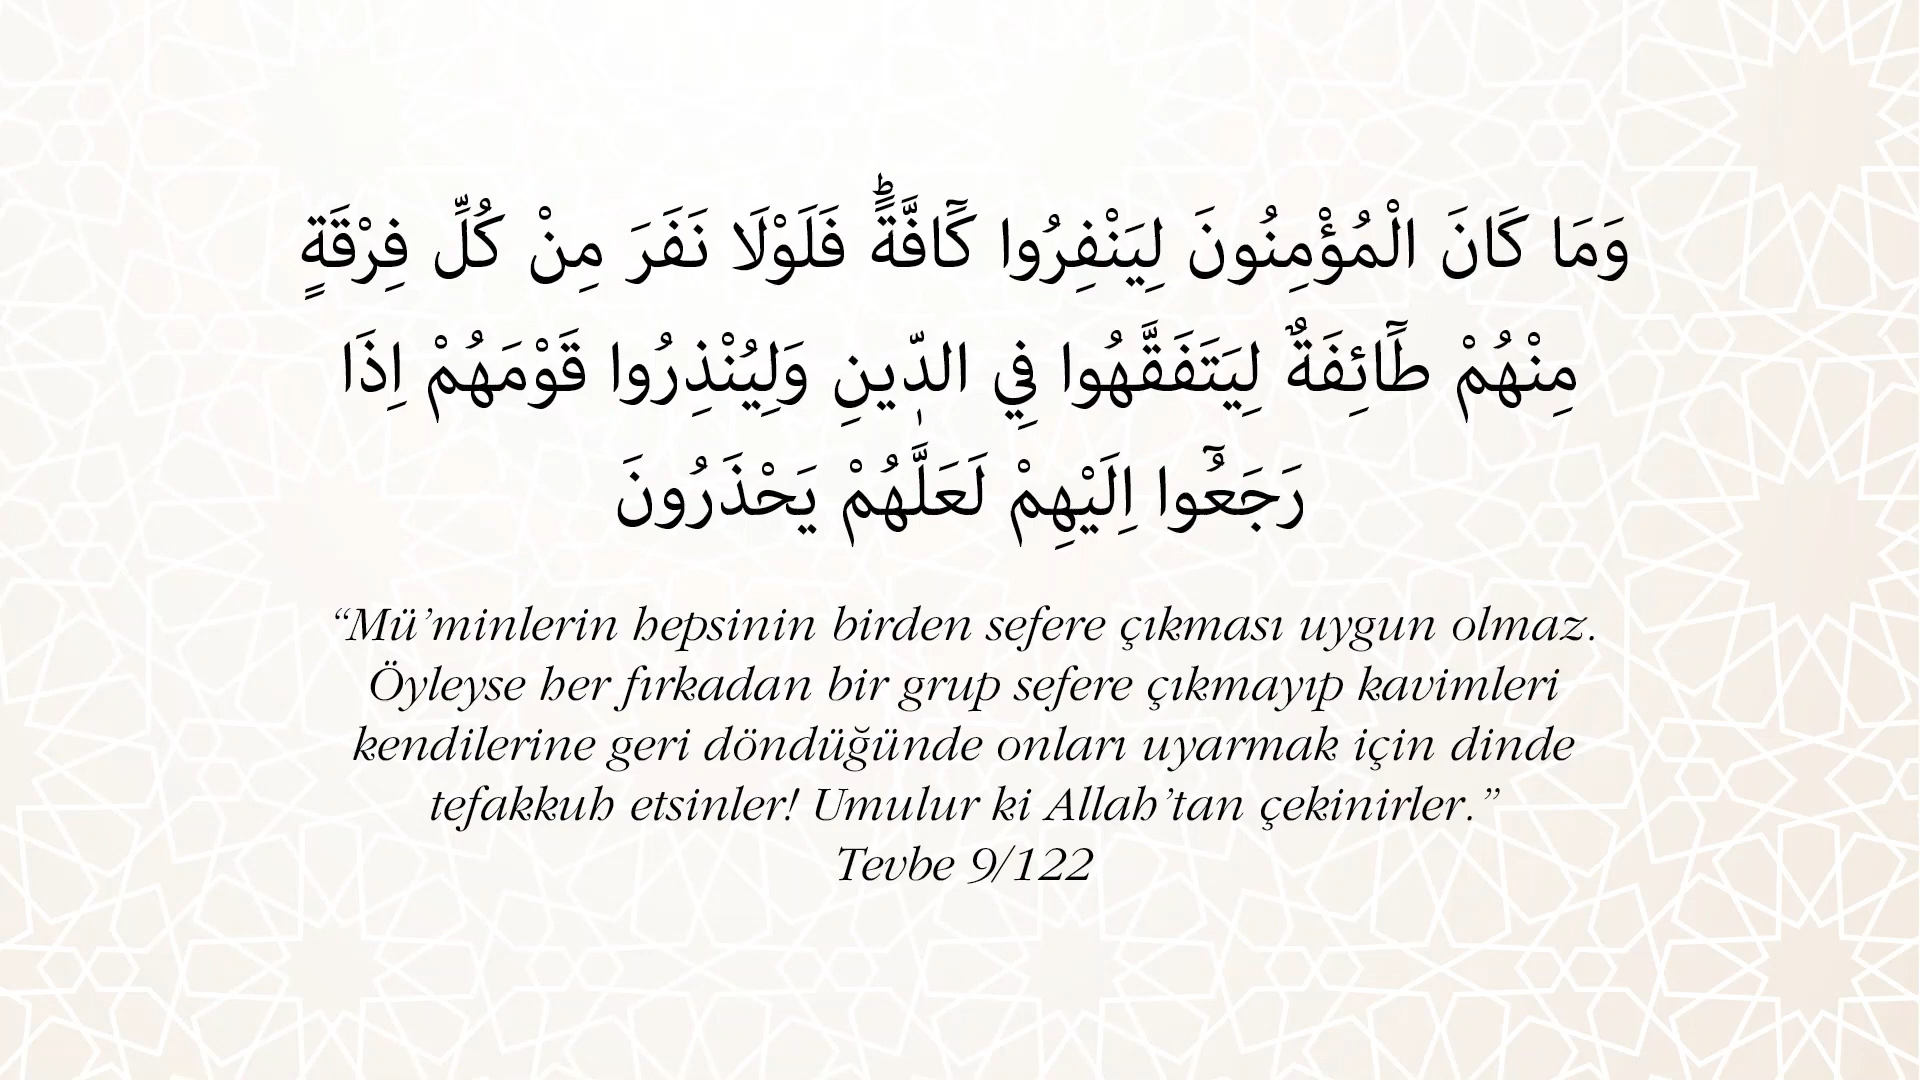 وَمَا كَانَ الْمُؤْمِنُونَ لِيَنْفِرُوا كَٓافَّةًۜ فَلَوْلَا نَفَرَ مِنْ كُلِّ فِرْقَةٍ
مِنْهُمْ طَٓائِفَةٌ لِيَتَفَقَّهُوا فِي الدّ۪ينِ وَلِيُنْذِرُوا قَوْمَهُمْ اِذَا
رَجَعُٓوا اِلَيْهِمْ لَعَلَّهُمْ يَحْذَرُونَ
“Mü’minlerin hepsinin birden sefere çıkması uygun olmaz.
Öyleyse her fırkadan bir grup sefere çıkmayıp kavimleri
kendilerine geri döndüğünde onları uyarmak için dinde
tefakkuh etsinler! Umulur ki Allah’tan çekinirler.”
Tevbe 9/122